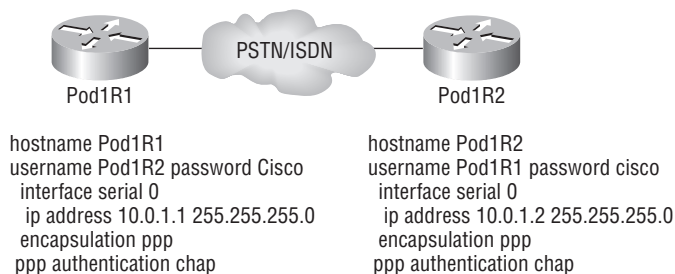 PSTN/ISDN
Pod1R1
Pod1R2
hostname Pod1R1
username Pod1R2 password Cisco
interface serial 0
ip address 10.0.1.1 255.255.255.0
encapsulation ppp
ppp authentication chap
hostname Pod1R2
username Pod1R1 password cisco
interface serial 0
ip address 10.0.1.2 255.255.255.0
encapsulation ppp
ppp authentication chap